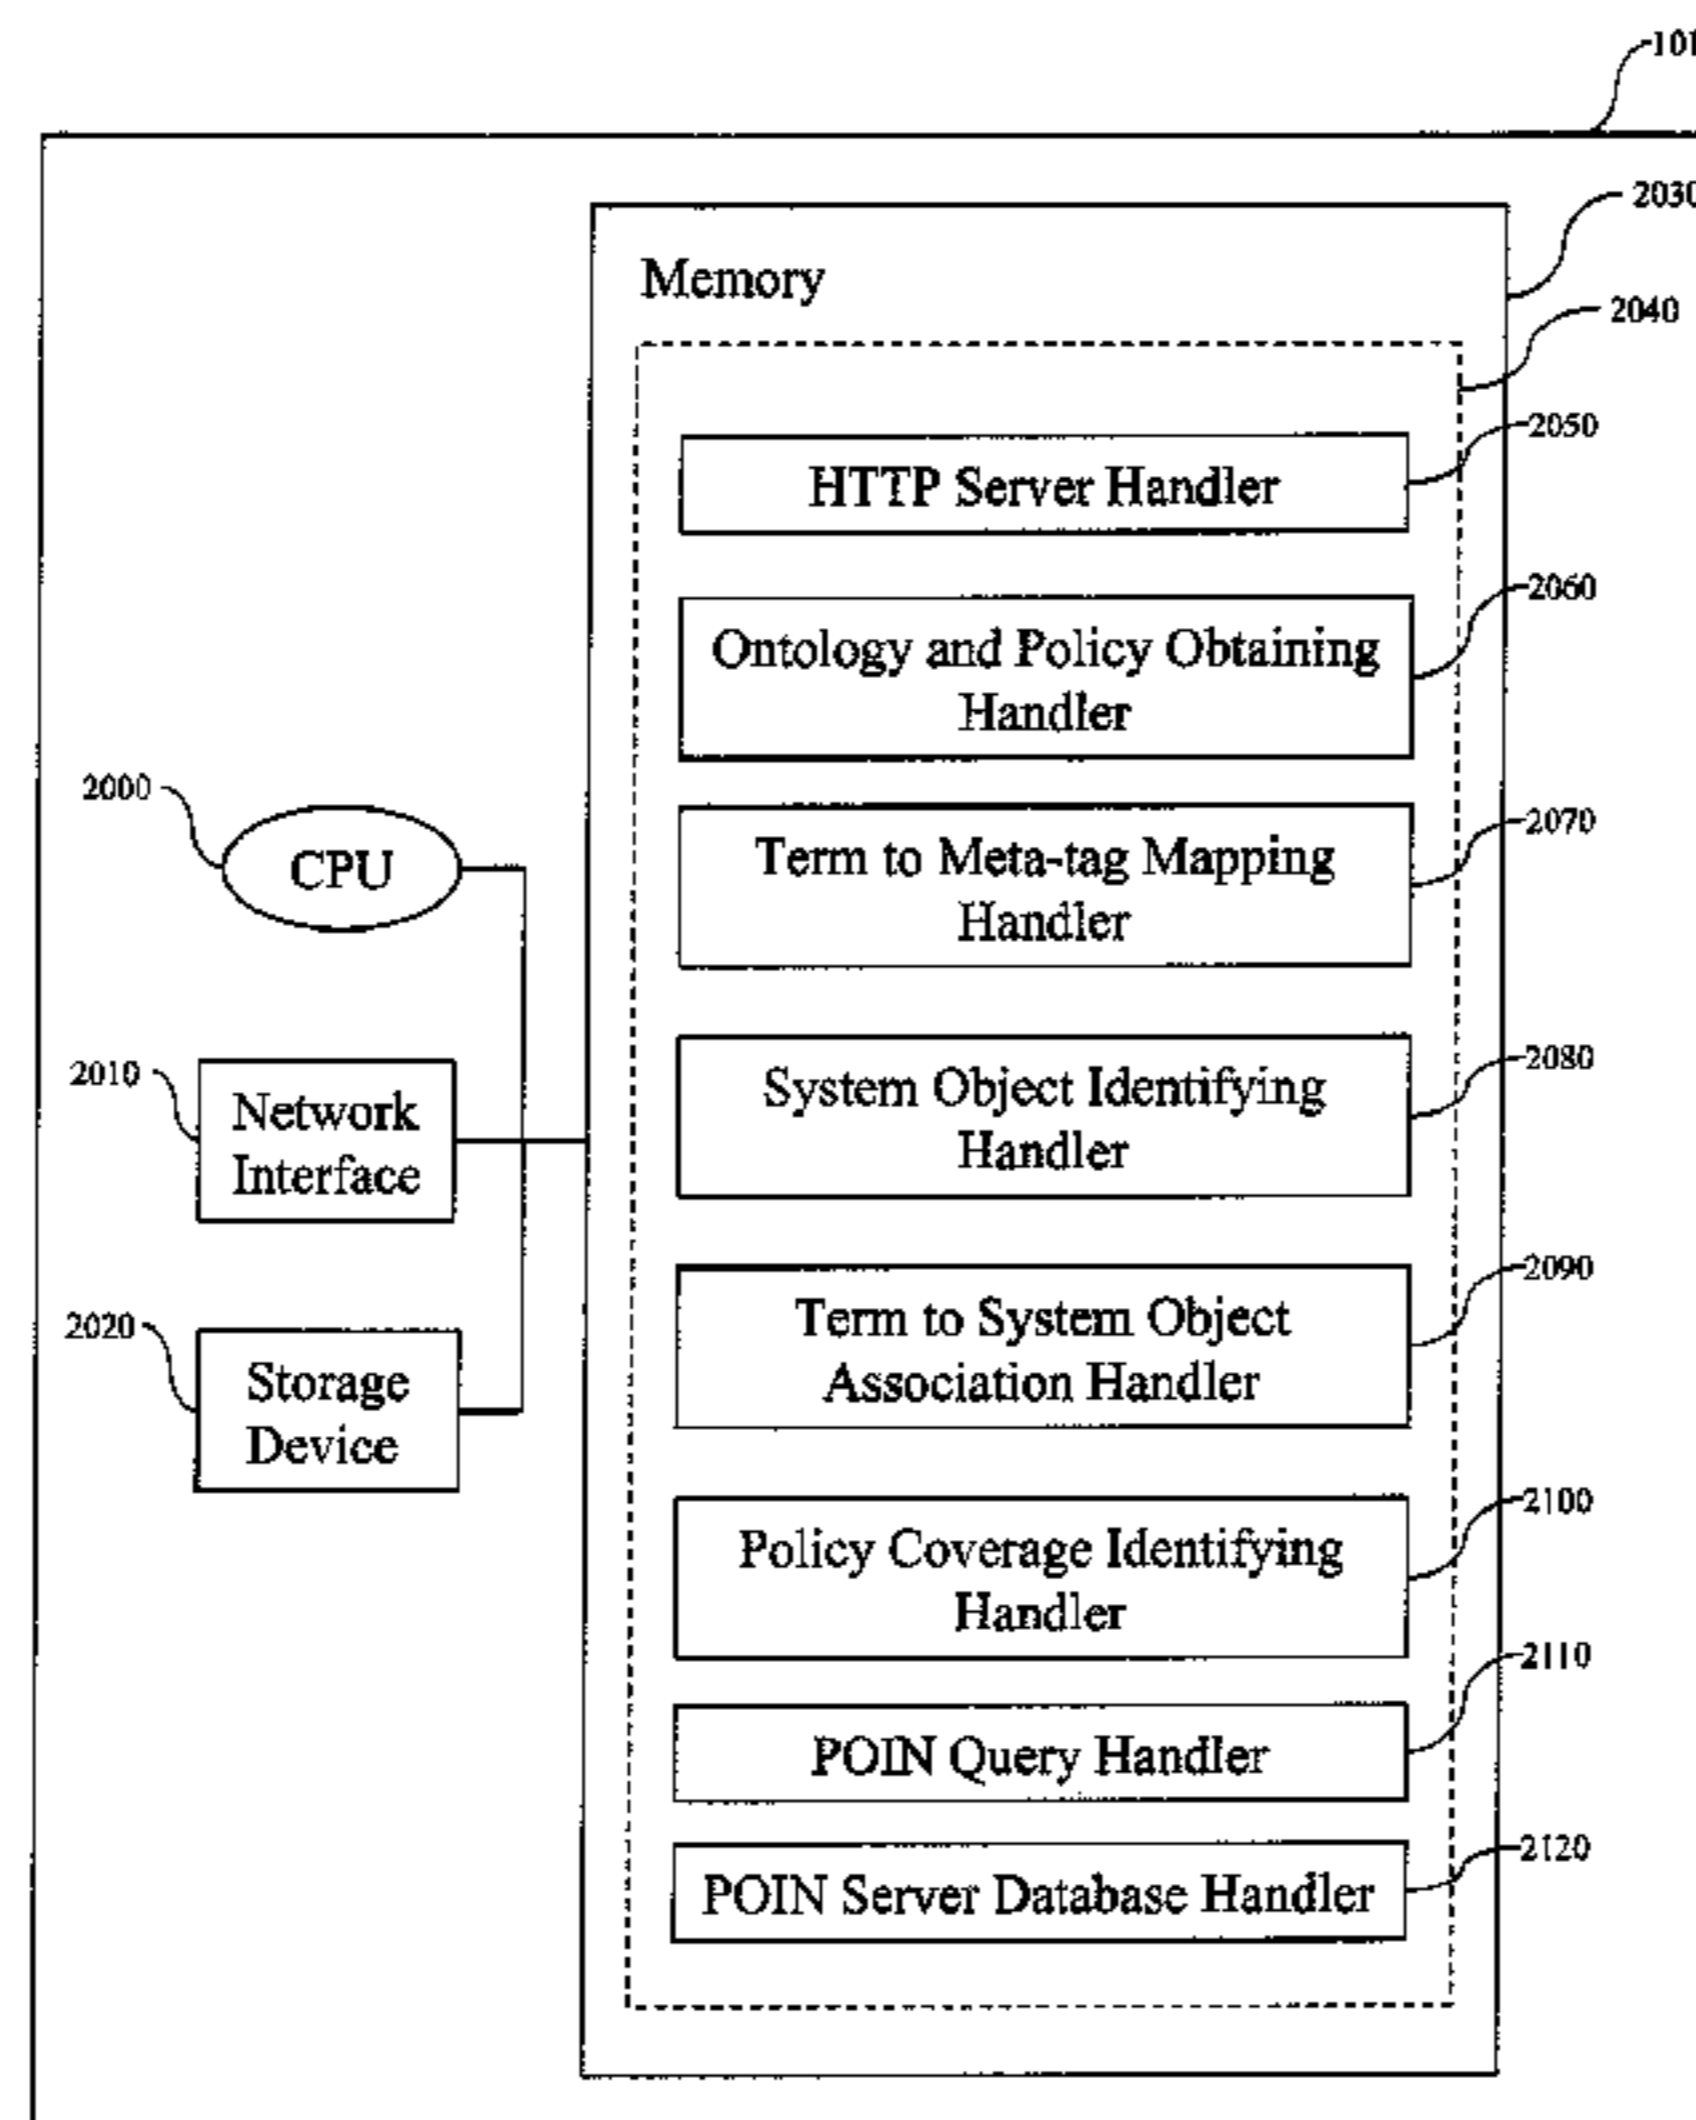 101
2030
Memory
2040
2050
HTTP Server Handler
2060
Ontology and Policy Obtaining
Handler
2000
2070
CPU
Term to Meta-tag Mapping
Handler
2010
2080
Network
Interface
System Object Identifying
Handler
2090
2020
Term to System Object
Association Handler
Storage
Device
2100
Policy Coverage Identifying
Handler
2110
POIN Query Handler
2120
POIN Server Database Handler